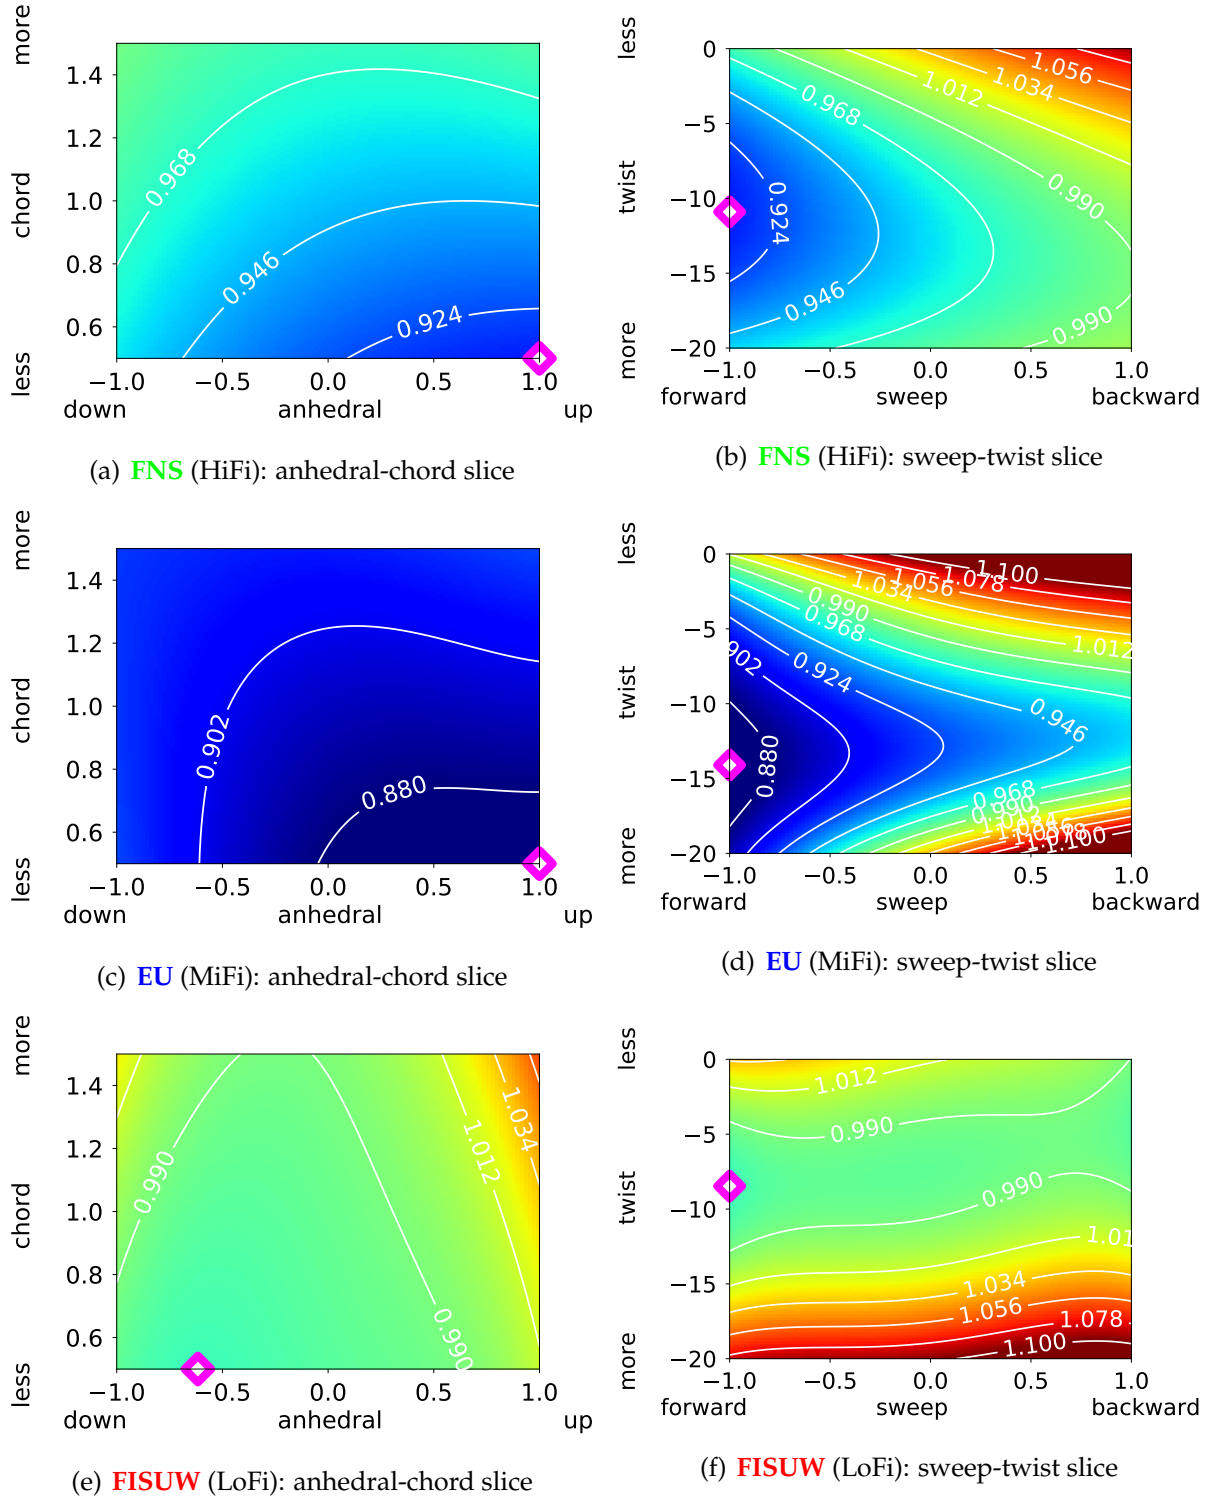 more
1.4
1.2
chord
1.0
0.8
0.6
less
0.968
0.946
0.924
−1.0 −0.5 0.0 0.5 1.0
down anhedral up
(a) FNS (HiFi): anhedral-chord slice
less
0
−5
twist
−10
−15
more
−20
1.056
1.034
1.012
0.968
0.990
0.924
0.946
0.990
−1.0 −0.5 0.0 0.5 1.0
forward sweep backward
(b) FNS (HiFi): sweep-twist slice
more
1.4
1.2
chord
1.0
0.8
0.6
less
0.902
0.880
−1.0 −0.5 0.0 0.5 1.0
down anhedral up
(c) EU (MiFi): anhedral-chord slice
less
0
−5
twist
−10
−15
more
−20
1.100
1.078
1.056
1.034
0.990
0.968
1.012
0.902
0.924
0.946
0.880
0.968
0.990
1.034
1.100
−1.0 −0.5 0.0 0.5 1.0
forward sweep backward
(d) EU (MiFi): sweep-twist slice
more
1.4
1.2
chord
1.0
0.8
0.6
less
0.990
1.034
1.012
0.990
−1.0 −0.5 0.0 0.5 1.0
down anhedral up
(e) FISUW (LoFi): anhedral-chord slice
less
0
−5
twist
−10
−15
more
−20
1.012
0.990
0.990
1.01
1.034
1.056
1.078
1.100
−1.0 −0.5 0.0 0.5 1.0
forward sweep backward
(f) FISUW (LoFi): sweep-twist slice